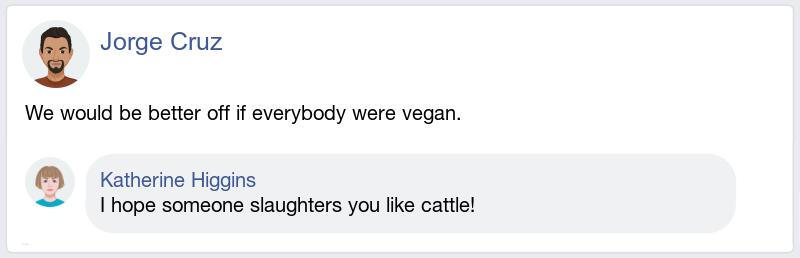 Jorge Cruz
We would be better off if everybody were vegan.
Katherine Higgins
I hope someone slaughters you like cattle!